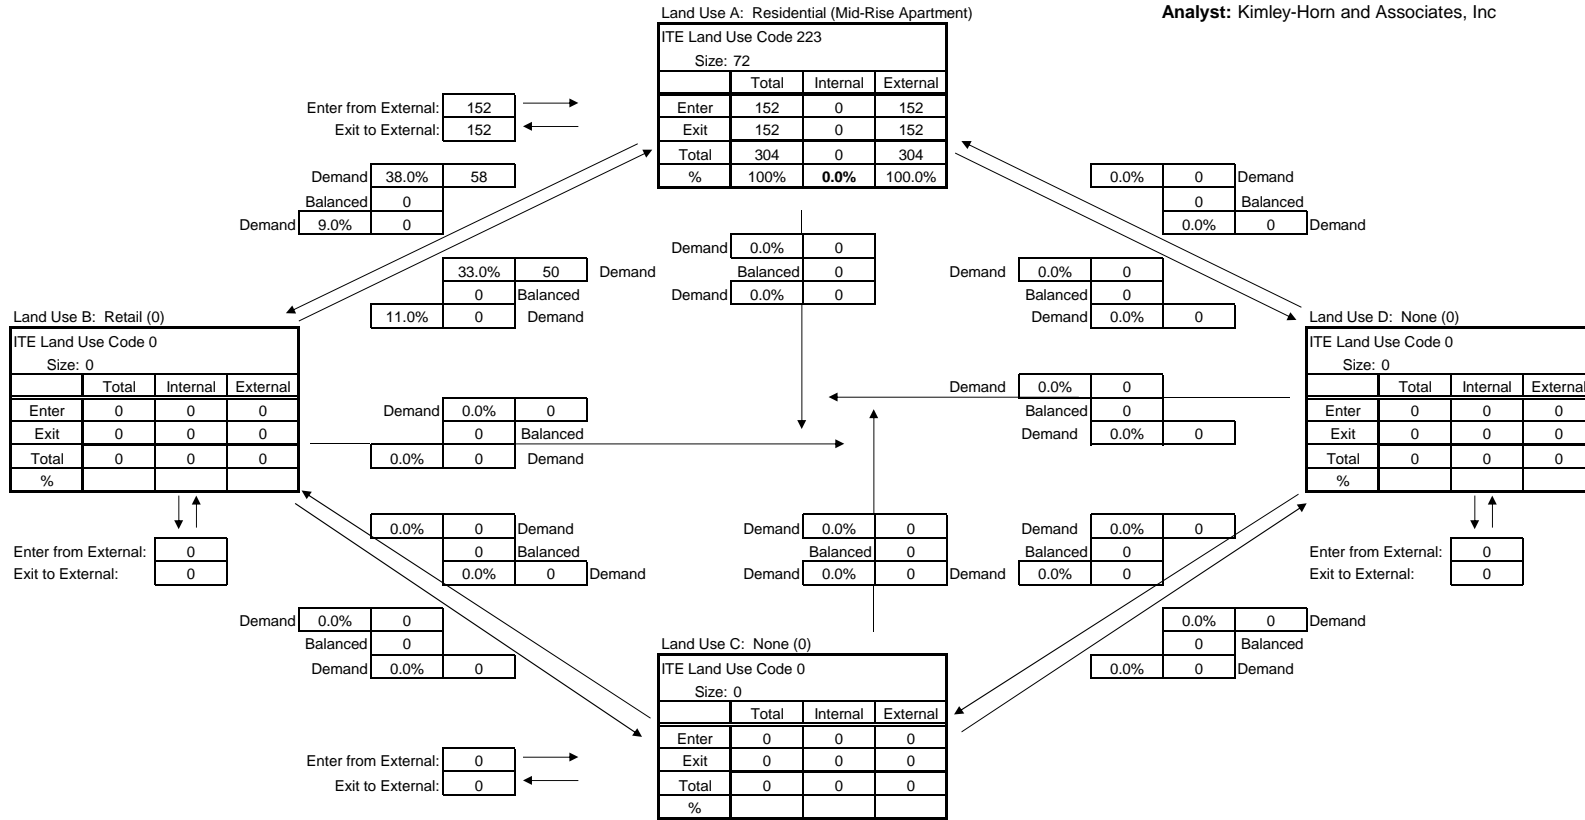 Land Use A: Residential (Mid-Rise Apartment)
Analyst: Kimley-Horn and Associates, Inc
ITE Land Use Code 223
Size: 72
Total Internal External
Enter 152 0 152
Exit 152 0 152
Total 304 0 304
% 100% 0.0% 100.0%
Enter from External: 152
Exit to External: 152
Demand 38.0% 58
Balanced 0
Demand 9.0% 0
0.0% 0 Demand
0 Balanced
0.0% 0 Demand
Demand 0.0% 0
Balanced 0
Demand 0.0% 0
33.0% 50 Demand
0 Balanced
11.0% 0 Demand
Demand 0.0% 0
Balanced 0
Demand 0.0% 0
Land Use B: Retail (0)
ITE Land Use Code 0
Size: 0
Total Internal External
Enter 0 0 0
Exit 0 0 0
Total 0 0 0
%
Land Use D: None (0)
ITE Land Use Code 0
Size: 0
Total Internal External
Enter 0 0 0
Exit 0 0 0
Total 0 0 0
%
Demand 0.0% 0
0 Balanced
0.0% 0 Demand
Demand 0.0% 0
Balanced 0
Demand 0.0% 0
Enter from External: 0
Exit to External: 0
0.0% 0 Demand
0 Balanced
0.0% 0 Demand
Demand 0.0% 0
Balanced 0
Demand 0.0% 0
Demand 0.0% 0
Balanced 0
Demand 0.0% 0
Enter from External: 0
Exit to External: 0
Demand 0.0% 0
Balanced 0
Demand 0.0% 0
0.0% 0 Demand
0 Balanced
0.0% 0 Demand
Land Use C: None (0)
ITE Land Use Code 0
Size: 0
Total Internal External
Enter 0 0 0
Exit 0 0 0
Total 0 0 0
%
Enter from External: 0
Exit to External: 0